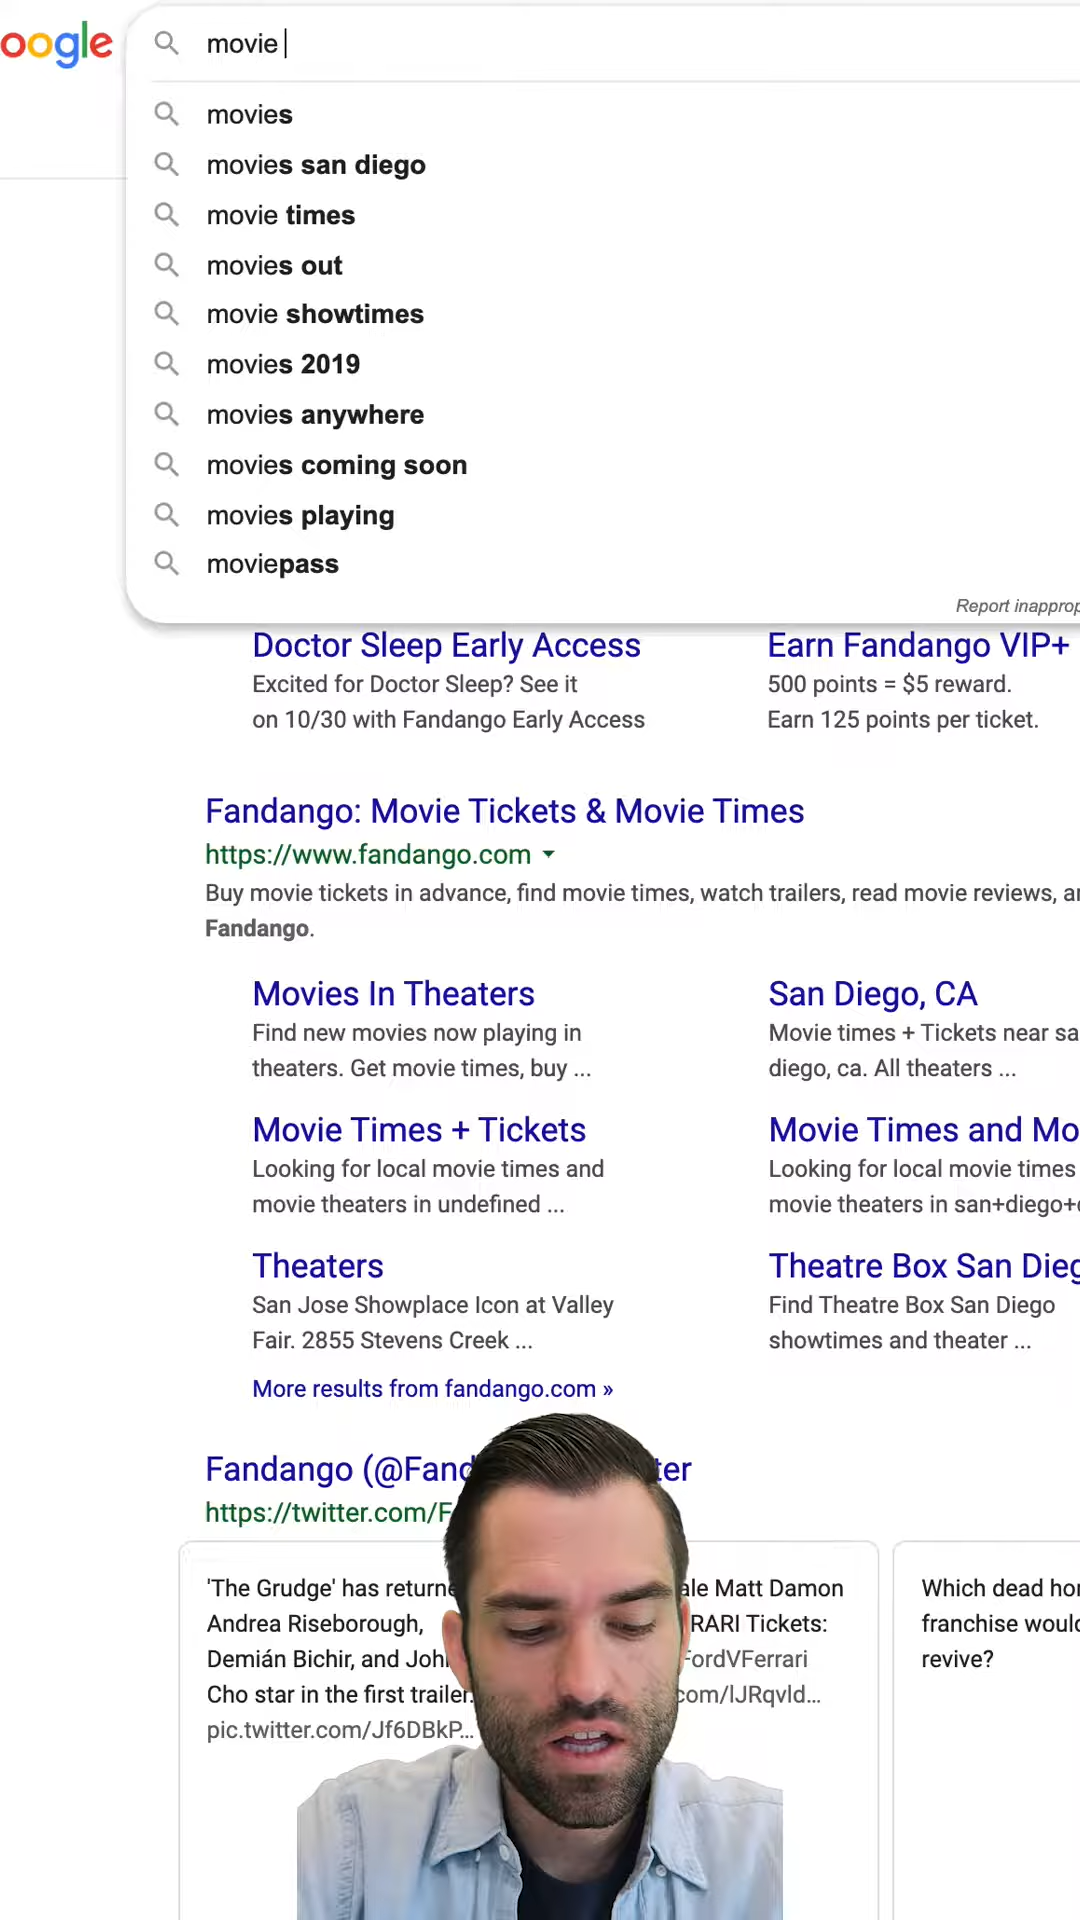 oogle
movie
movies
movies san diego
movie times
movies out
movie showtimes
movies 2019
movies anywhere
movies coming soon
movies playing
moviepass
Report inapprop
Doctor Sleep Early Access
Excited for Doctor Sleep? See it
on 10/30 with Fandango Early Access
Earn Fandango VIP+
500 points = $5 reward.
Earn 125 points per ticket.
Fandango: Movie Tickets & Movie Times
https://www.fandango.com
Buy movie tickets in advance, find movie times, watch trailers, read movie reviews, an
Fandango.
Movies In Theaters
Find new movies now playing in
theaters. Get movie times, buy ...
San Diego, CA
Movie times + Tickets near sa
diego, ca. All theaters ...
Movie Times + Tickets
Looking for local movie times and
movie theaters in undefined ...
Movie Times and Mo
Looking for local movie times
movie theaters in san+diego+c
Theaters
San Jose Showplace Icon at Valley
Fair. 2855 Stevens Creek ...
Theatre Box San Dieg
Find Theatre Box San Diego
showtimes and theater ...
More results from fandango.com »
Fandango (@Fand ter
https://twitter.com/F
'The Grudge' has returne
Andrea Riseborough,
Demián Bichir, and Joh
Cho star in the first trailer.
pic.twitter.com/Jf6DBkP...
ale Matt Damon
RARI Tickets:
FordVFerrari
com/lJRqvld...
Which dead hor
franchise would
revive?